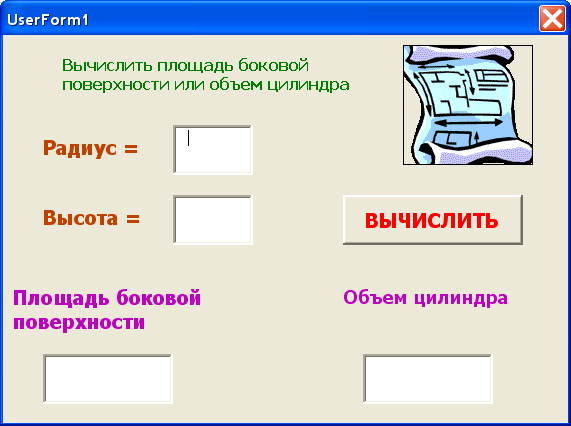 UserForm1
Вычислить площадь боковой
поверхности или объем цилиндра
Радиус =
Высота =
ВЫЧИСЛИТЬ
Площадь боковой
поверхности
Объем цилиндра